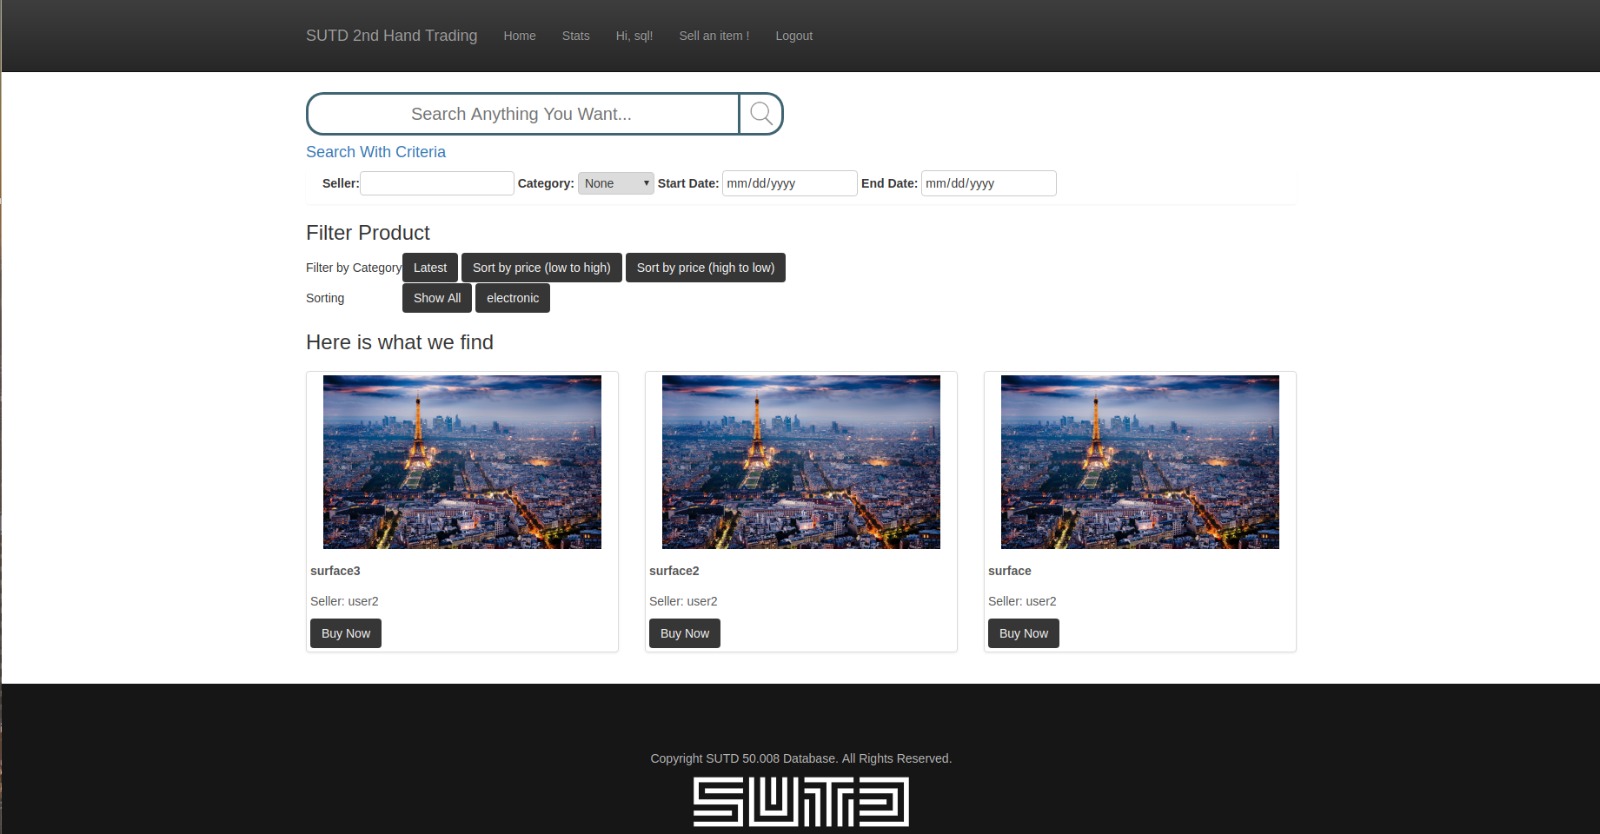 SUTD 2nd Hand Trading Home Stats Hi, sql! Sell an item ! Logout
Search Anything You Want...
Search With Criteria
Seller: Category: None Start Date: mm/dd/yyyy End Date: mm/dd/yyyy
Filter Product
Filter by Category Latest Sort by price (low to high) Sort by price (high to low)
Sorting Show All electronic
Here is what we find
surface3 surface2 surface
Seller: user2 Seller: user2 Seller: user2
Buy Now Buy Now Buy Now
Copyright SUTD 50.008 Database. All Rights Reserved.
SUTD